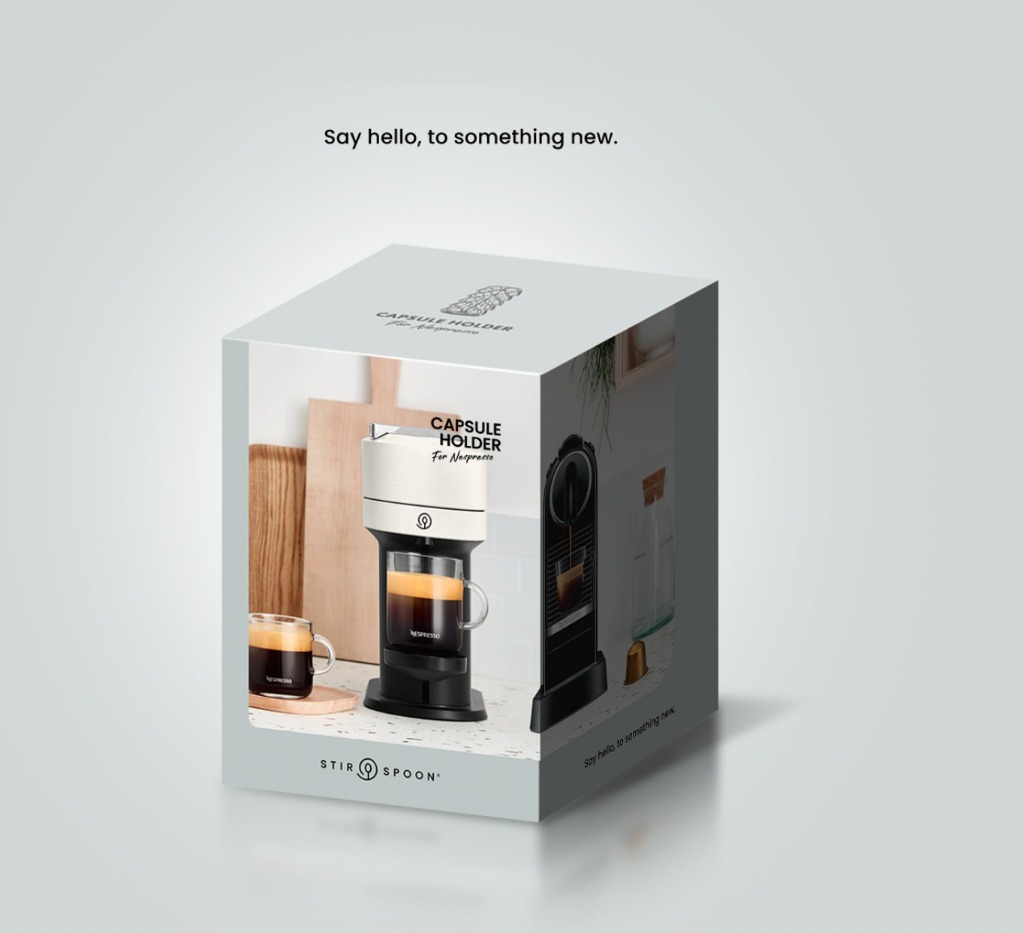 Say hello, to something new.
CAPSULE HOLDER
For Nespresso
CAPSULE
HOLDER
For Nespresso
NESPRESSO
NESPRESSO
STIR SPOON®
Say hello, to something new.